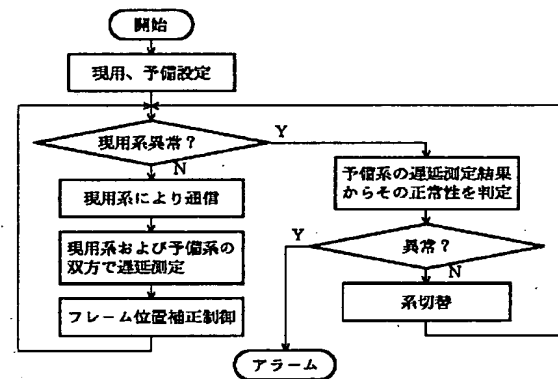 開始
現用、予備設定
現用系異常？
Y
N
現用系により通信
現用系および予備系の
双方で遅延測定
フレーム位置補正制御
予備系の遅延測定結果
からその正常性を判定
Y
異常？
N
系切替
アラーム